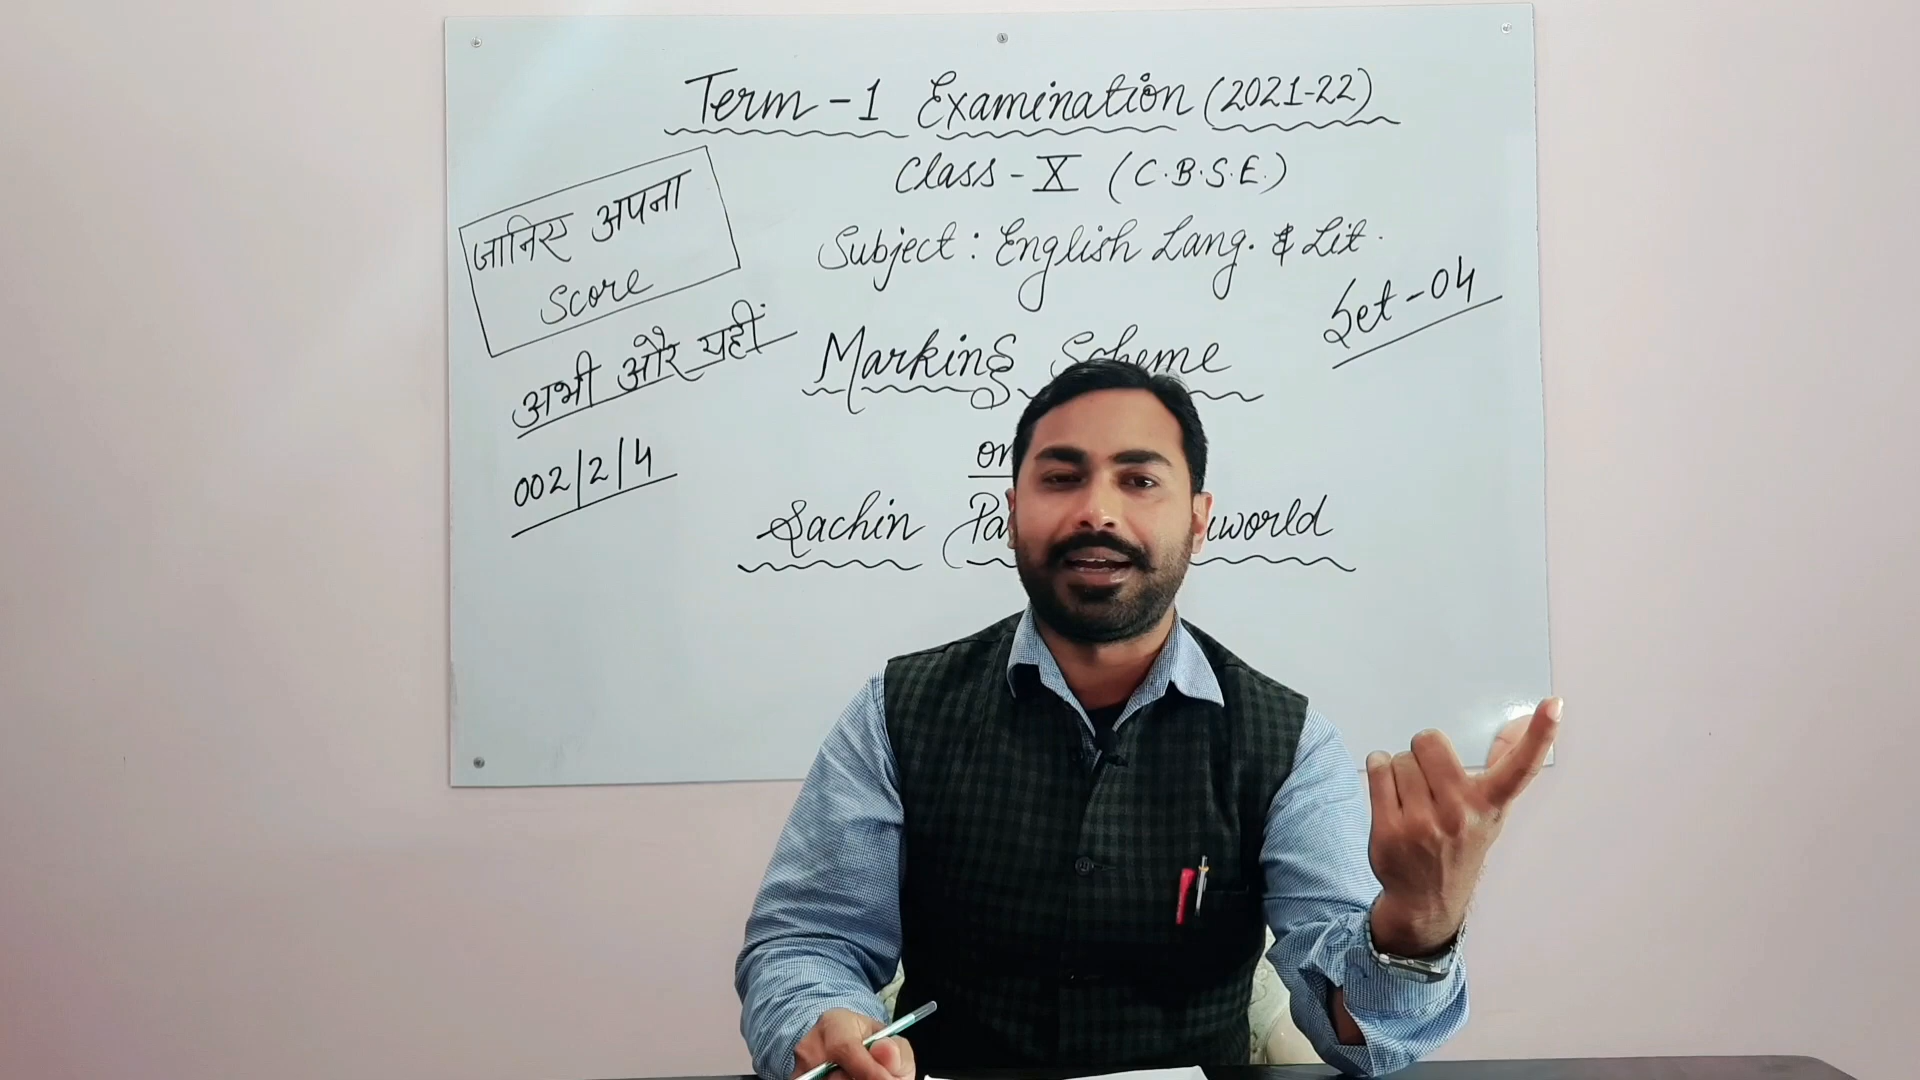 Term-1 Examination (2021-22)
Class-X (C.B.S.E.)
Subject: English Lang. & Lit.
Set-04
जानिए अपना
Score
अभी और यहीं
002/2/4
Marking Scheme
on
Sachin